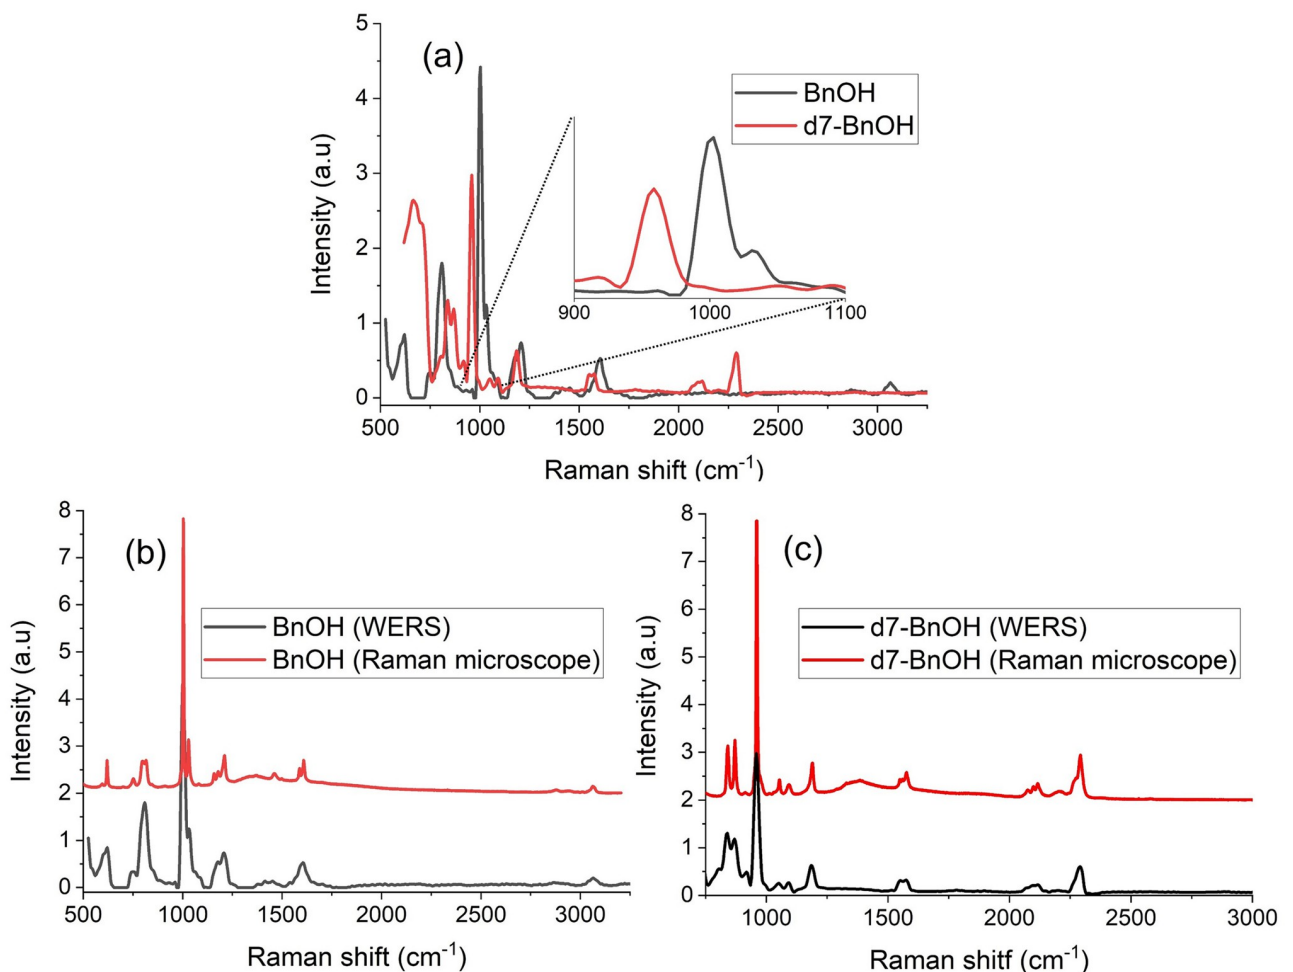 (a)
5
4
3
2
1
0
Intensity (a.u)
BnOH
d7-BnOH
900
1000
1100
500
1000
1500
2000
2500
3000
Raman shift (cm⁻¹)
(b)
8
7
6
5
4
3
2
1
0
Intensity (a.u)
BnOH (WERS)
BnOH (Raman microscope)
500
1000
1500
2000
2500
3000
Raman shift (cm⁻¹)
(c)
8
7
6
5
4
3
2
1
0
Intensity (a.u)
d7-BnOH (WERS)
d7-BnOH (Raman microscope)
1000
1500
2000
2500
3000
Raman shitf (cm⁻¹)